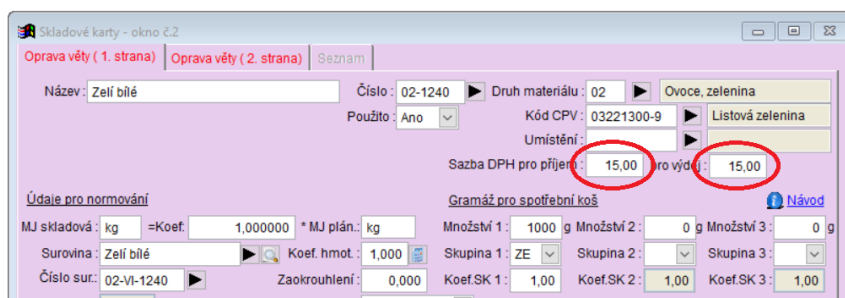 Skladové karty - okno č.2
Oprava věty ( 1. strana) Oprava věty ( 2. strana) Seznam
Název : Zelí bílé Číslo : 02-1240 Druh materiálu : 02 Ovoce, zelenina
Použito : Ano Kód CPV : 03221300-9 Listová zelenina
Umístění :
Sazba DPH pro příjem : 15,00 pro výdej : 15,00
Údaje pro normování Gramáž pro spotřební koš Návod
MJ skladová : kg =Koef. 1,000000 * MJ plán.: kg Množství 1 : 1000 g Množství 2 : 0 g Množství 3 : 0 g
Surovina : Zelí bílé Koef. hmot. : 1,000 Skupina 1 : ZE Skupina 2 : Skupina 3 :
Číslo sur.: 02-VI-1240 Zaokrouhlení : 0,000 Koef.SK 1 : 1,00 Koef.SK 2 : 1,00 Koef.SK 3 : 1,00